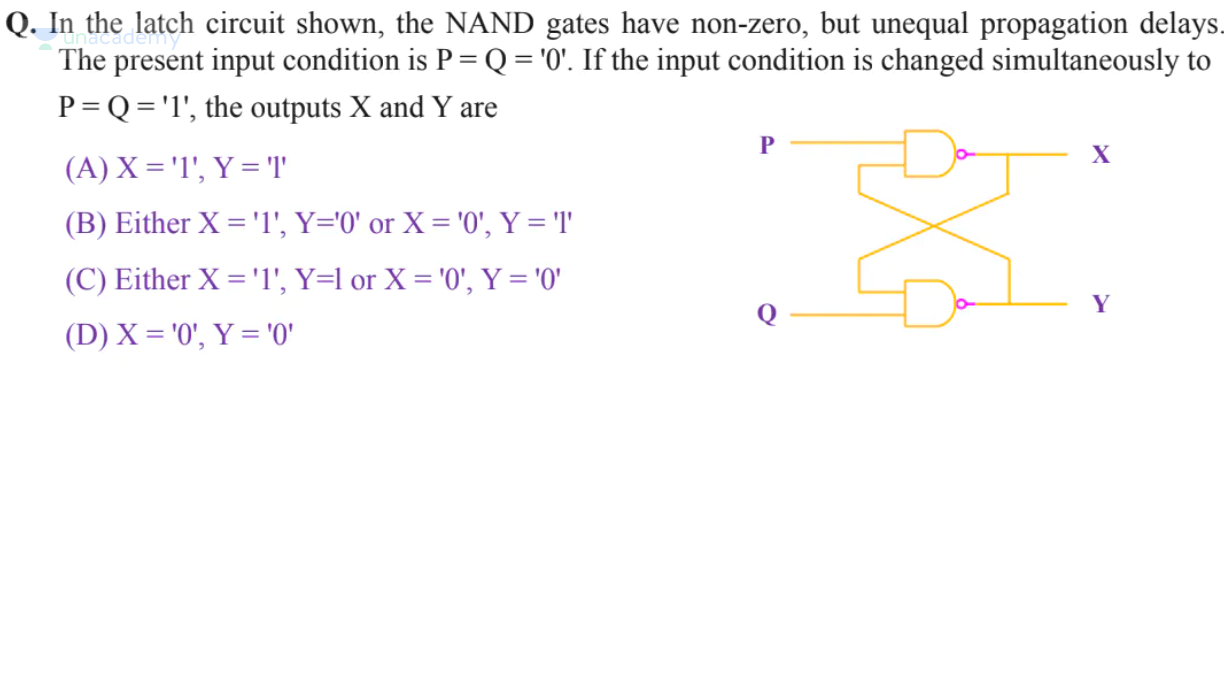 Q. In the latch circuit shown, the NAND gates have non-zero, but unequal propagation delays.
unacademy
The present input condition is P = Q = '0'. If the input condition is changed simultaneously to
P = Q = '1', the outputs X and Y are
(A) X = '1', Y = 'l'
(B) Either X = '1', Y='0' or X = '0', Y = 'l'
(C) Either X = '1', Y=l or X = '0', Y = '0'
(D) X = '0', Y = '0'
P
X
Q
Y